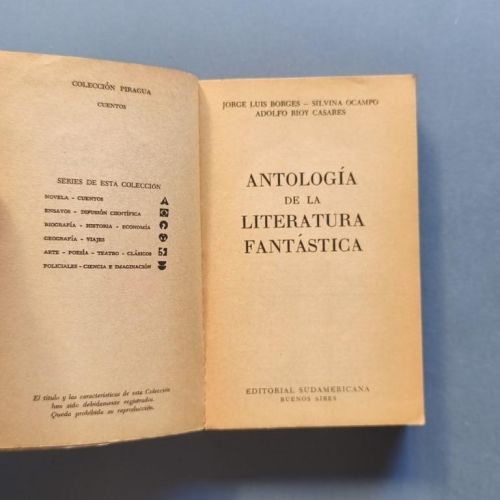 COLECCIÓN PIRAGUA
CUENTOS
SERIES DE ESTA COLECCIÓN
NOVELA - CUENTOS
ENSAYOS - DIFUSIÓN CIENTÍFICA
BIOGRAFÍA - HISTORIA - ECONOMÍA
GEOGRAFÍA - VIAJES
ARTE - POESÍA - TEATRO - CLÁSICOS
POLICIALES - CIENCIA E IMAGINACIÓN
El título y las características de esta Colección
han sido debidamente registrados.
Queda prohibida su reproducción.
JORGE LUIS BORGES - SILVINA OCAMPO
ADOLFO BIOY CASARES
ANTOLOGÍA
DE LA
LITERATURA
FANTÁSTICA
EDITORIAL SUDAMERICANA
BUENOS AIRES